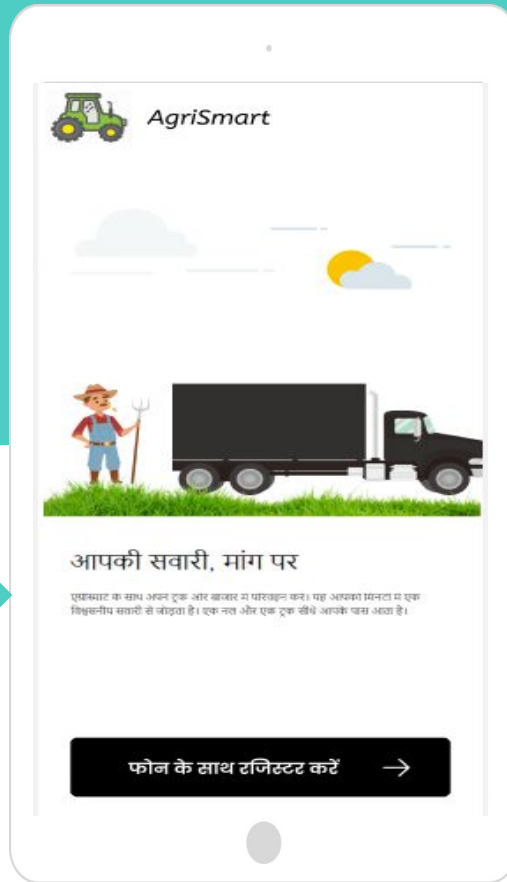 AgriSmart
आपकी सवारी, मांग पर
एग्रीस्मार्ट के साथ अपने ट्रक और बाजार में परिवहन करें। यह आपको मिनटों में एक
विश्वसनीय सवारी से जोड़ता है। एक नल और एक ट्रक सीधे आपके पास आता है।
फोन के साथ रजिस्टर करें